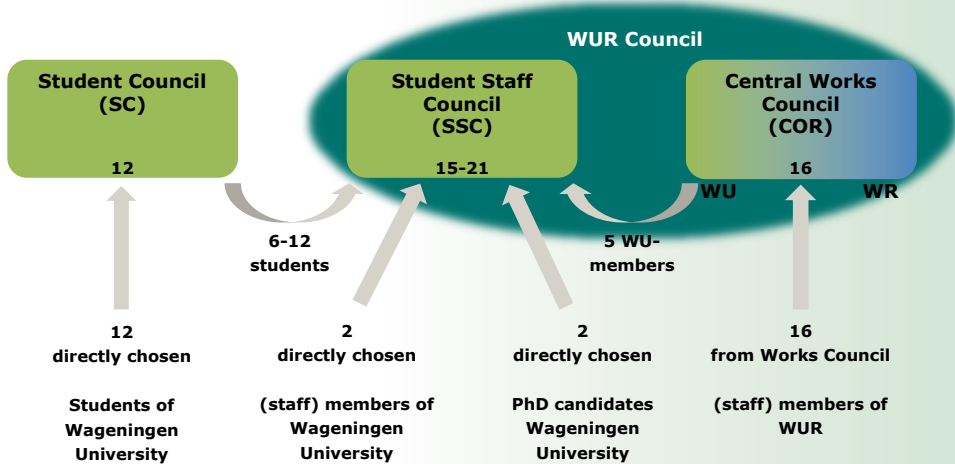 WUR Council
Student Council
(SC)
12
Student Staff
Council
(SSC)
15-21
Central Works
Council
(COR)
16
WU
WR
6-12
students
5 WU-
members
12
directly chosen
Students of
Wageningen
University
2
directly chosen
(staff) members of
Wageningen
University
2
directly chosen
PhD candidates
Wageningen
University
16
from Works Council
(staff) members of
WUR